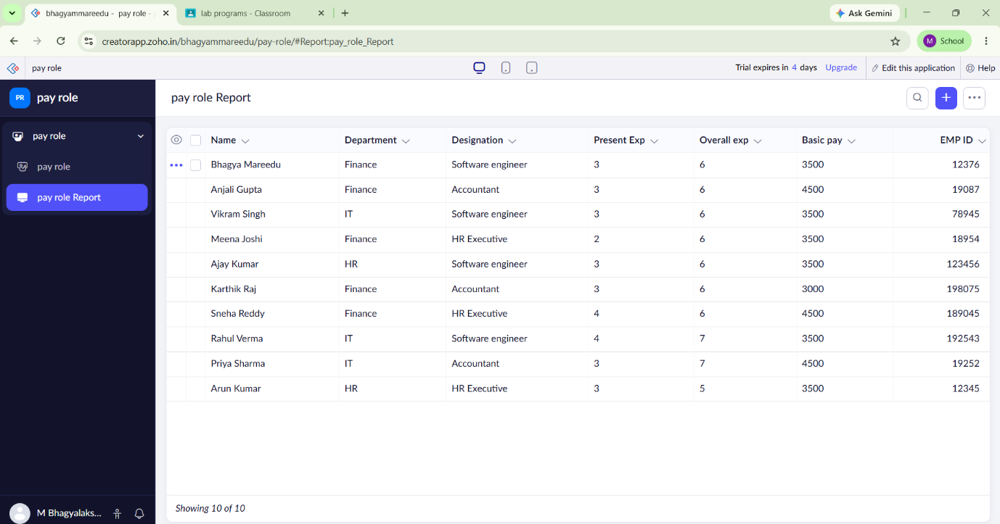 bhagyammareedu - pay role -
lab programs - Classroom
Ask Gemini
creatorapp.zoho.in/bhagyammareedu/pay-role/#Report:pay_role_Report
M School
pay role
Trial expires in 4 days Upgrade
Edit this application
Help
PR pay role
pay role Report
pay role
pay role
pay role Report
Name Department Designation Present Exp Overall exp Basic pay EMP ID
Bhagya Mareedu Finance Software engineer 3 6 3500 12376
Anjali Gupta Finance Accountant 3 6 4500 19087
Vikram Singh IT Software engineer 3 6 3500 78945
Meena Joshi Finance HR Executive 2 6 3500 18954
Ajay Kumar HR Software engineer 3 6 3500 123456
Karthik Raj Finance Accountant 3 6 3000 198075
Sneha Reddy Finance HR Executive 4 6 4500 189045
Rahul Verma IT Software engineer 4 7 3500 192543
Priya Sharma IT Accountant 3 7 4500 19252
Arun Kumar HR HR Executive 3 5 3500 12345
Showing 10 of 10
M Bhagyalaks...